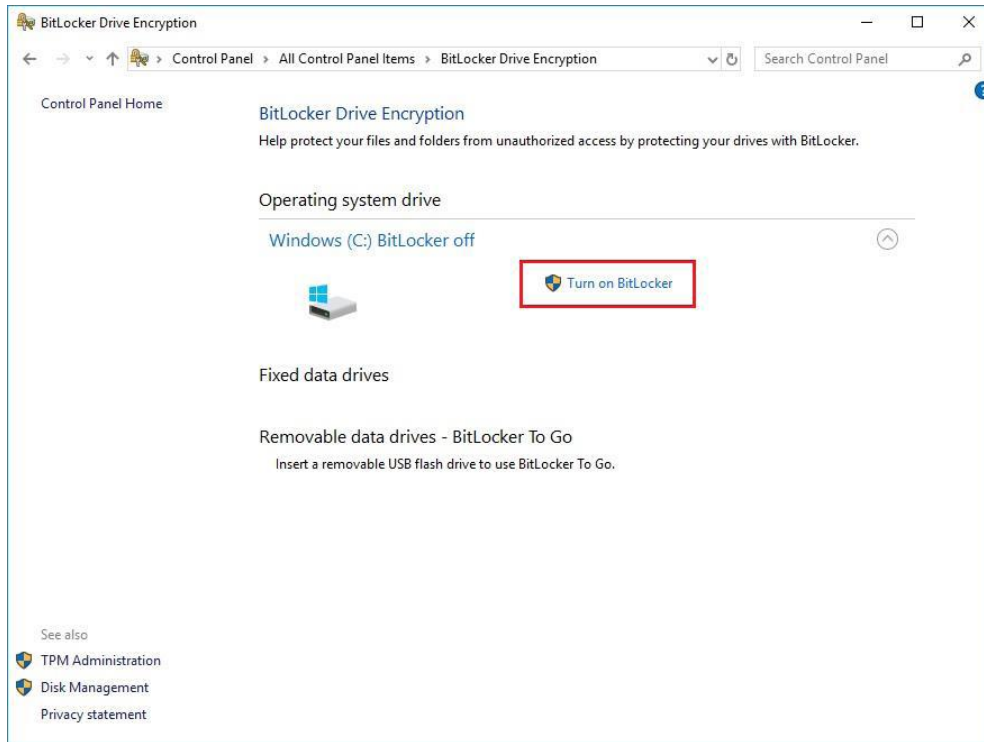 BitLocker Drive Encryption
Control Panel > All Control Panel Items > BitLocker Drive Encryption
Search Control Panel
Control Panel Home
?
BitLocker Drive Encryption
Help protect your files and folders from unauthorized access by protecting your drives with BitLocker.
Operating system drive
Windows (C:) BitLocker off
Turn on BitLocker
Fixed data drives
Removable data drives - BitLocker To Go
Insert a removable USB flash drive to use BitLocker To Go.
See also
TPM Administration
Disk Management
Privacy statement